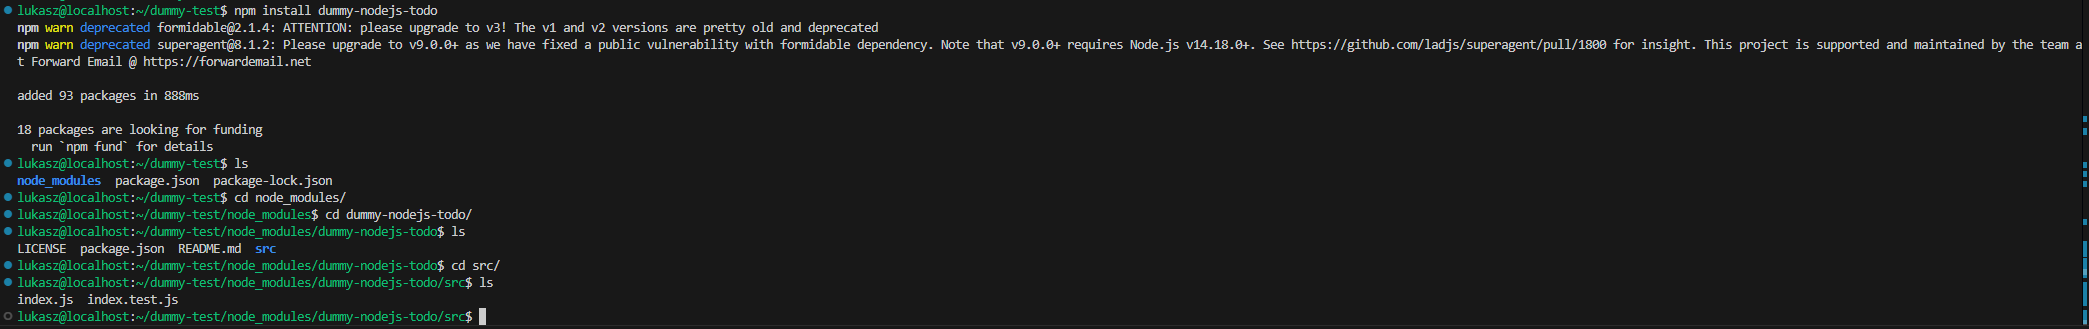 lukasz@localhost:~/dummy-test$ npm install dummy-nodejs-todo
npm warn deprecated formidable@2.1.4: ATTENTION: please upgrade to v3! The v1 and v2 versions are pretty old and deprecated
npm warn deprecated superagent@8.1.2: Please upgrade to v9.0.0+ as we have fixed a public vulnerability with formidable dependency. Note that v9.0.0+ requires Node.js v14.18.0+. See https://github.com/ladjs/superagent/pull/1800 for insight. This project is supported and maintained by the team a
t Forward Email @ https://forwardemail.net
added 93 packages in 888ms
18 packages are looking for funding
run `npm fund` for details
lukasz@localhost:~/dummy-test$ ls
node_modules package.json package-lock.json
lukasz@localhost:~/dummy-test$ cd node_modules/
lukasz@localhost:~/dummy-test/node_modules$ cd dummy-nodejs-todo/
lukasz@localhost:~/dummy-test/node_modules/dummy-nodejs-todo$ ls
LICENSE package.json README.md src
lukasz@localhost:~/dummy-test/node_modules/dummy-nodejs-todo$ cd src/
lukasz@localhost:~/dummy-test/node_modules/dummy-nodejs-todo/src$ ls
index.js index.test.js
lukasz@localhost:~/dummy-test/node_modules/dummy-nodejs-todo/src$